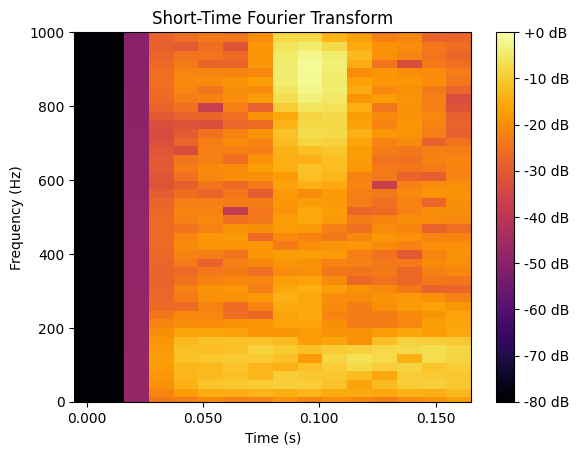 Short-Time Fourier Transform
Frequency (Hz)
1000
800
600
400
200
0
0.000
0.050
0.100
0.150
Time (s)
+0 dB
-10 dB
-20 dB
-30 dB
-40 dB
-50 dB
-60 dB
-70 dB
-80 dB